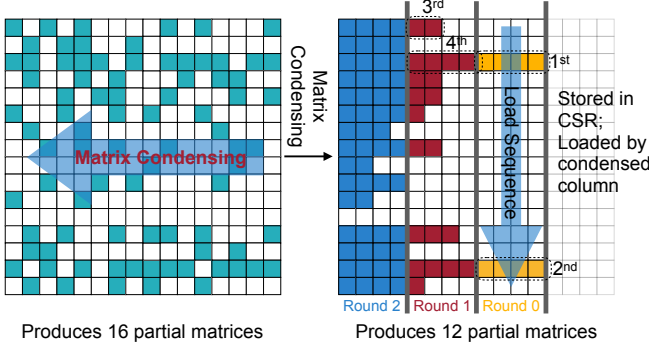 3rd
4th
1st
Matrix
Condensing
Matrix Condensing
Load Sequence
Stored in
CSR;
Loaded by
condensed
column
2nd
Round 2
Round 1
Round 0
Produces 16 partial matrices
Produces 12 partial matrices